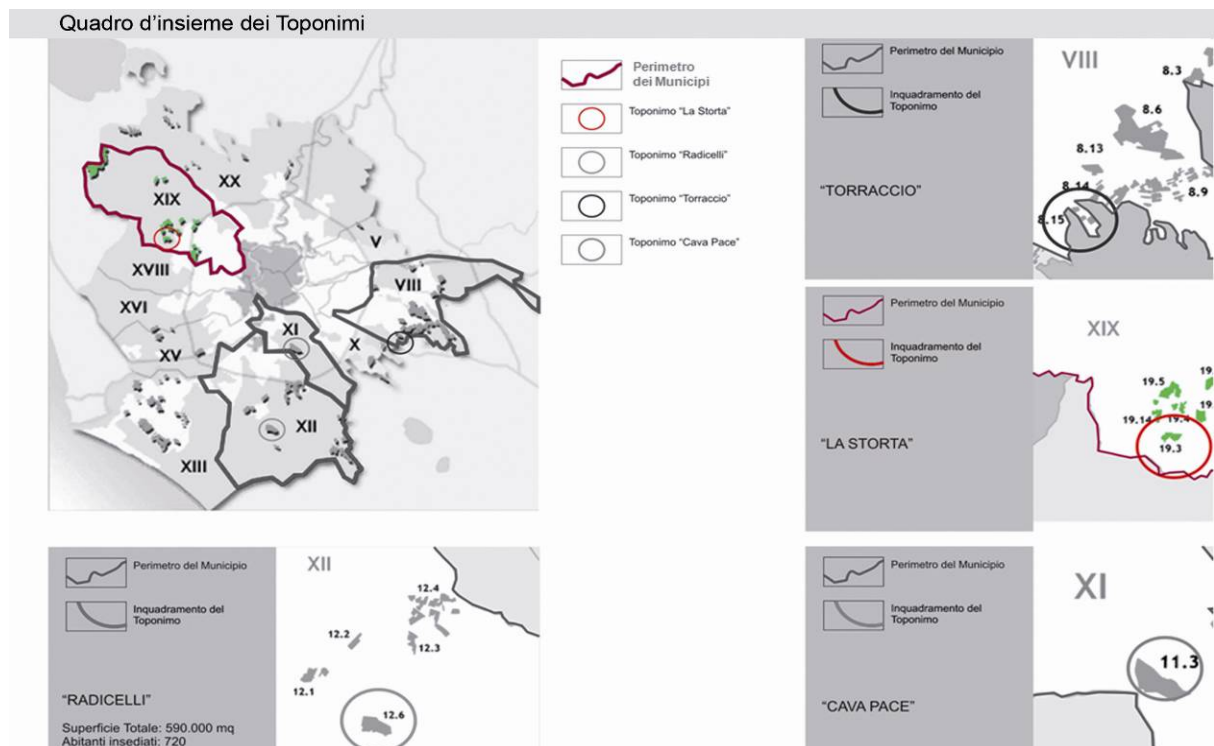 Quadro d'insieme dei Toponimi
XX
XIX
XVIII
XVI
XV
XIII
XII
XI
X
VIII
V
Perimetro
dei Municipi
Toponimo "La Storta"
Toponimo "Radicelli"
Toponimo "Torraccio"
Toponimo "Cava Pace"
Perimetro del Municipio
Inquadramento del
Toponimo
"TORRACCIO"
VIII
8.3
8.6
8.13
8.14
8.9
8.15
Perimetro del Municipio
Inquadramento del
Toponimo
"LA STORTA"
XIX
19.5
19.
19.14
19.4
19.
19.3
Perimetro del Municipio
Inquadramento del
Toponimo
"RADICELLI"
Superficie Totale: 590.000 mq
Abitanti insediati: 720
XII
12.4
12.2
12.3
12.1
12.6
Perimetro del Municipio
Inquadramento del
Toponimo
"CAVA PACE"
XI
11.3